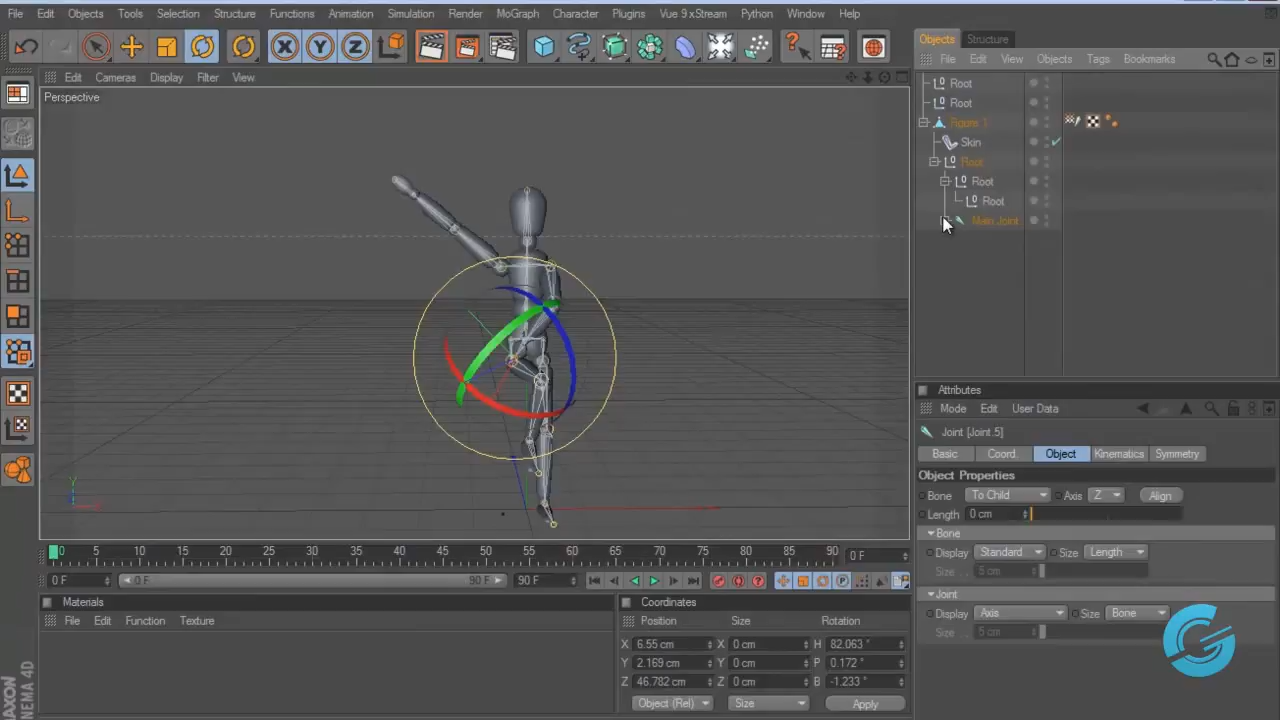 File Edit Objects Tools Selection Structure Functions Animation Simulation Render MoGraph Character Plugins Vue 9 xStream Python Window Help
Objects Structure
Edit Cameras Display Filter View
File Edit View Objects Tags Bookmarks
Perspective
Root
Root
Figure.1
Skin
Root
Root
Root
Main Joint
Attributes
Mode Edit User Data
Joint [Joint.5]
Basic Coord. Object Kinematics Symmetry
Object Properties
Bone To Child Axis Z Align
Length 0 cm
Bone
Display Standard Size Length
Size . . . 5 cm
Joint
Display Axis Size Bone
Size . . . 5 cm
0 5 10 15 20 25 30 35 40 45 50 55 60 65 70 75 80 85 90 0 F
0 F 0 F 90 F 90 F
Materials
File Edit Function Texture
Coordinates
Position Size Rotation
X 6.55 cm X 0 cm H 82.063 °
Y 2.169 cm Y 0 cm P 0.172 °
Z 46.782 cm Z 0 cm B -1.233 °
Object (Rel) Size Apply
MAXON
NEMA 4D